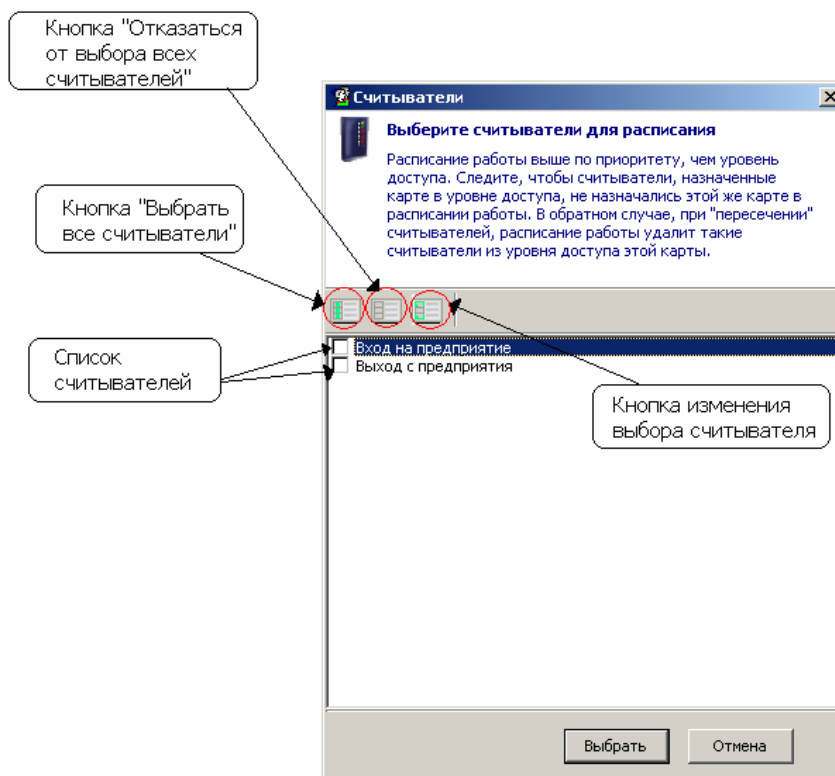 Кнопка "Отказаться
от выбора всех
считывателей"
Считыватели
Выберите считыватели для расписания
Расписание работы выше по приоритету, чем уровень
доступа. Следите, чтобы считыватели, назначенные
карте в уровне доступа, не назначались этой же карте в
расписании работы. В обратном случае, при "пересечении"
считывателей, расписание работы удалит такие
считыватели из уровня доступа этой карты.
Кнопка "Выбрать
все считыватели"
Список
считывателей
Вход на предприятие
Выход с предприятия
Кнопка изменения
выбора считывателя
Выбрать
Отмена